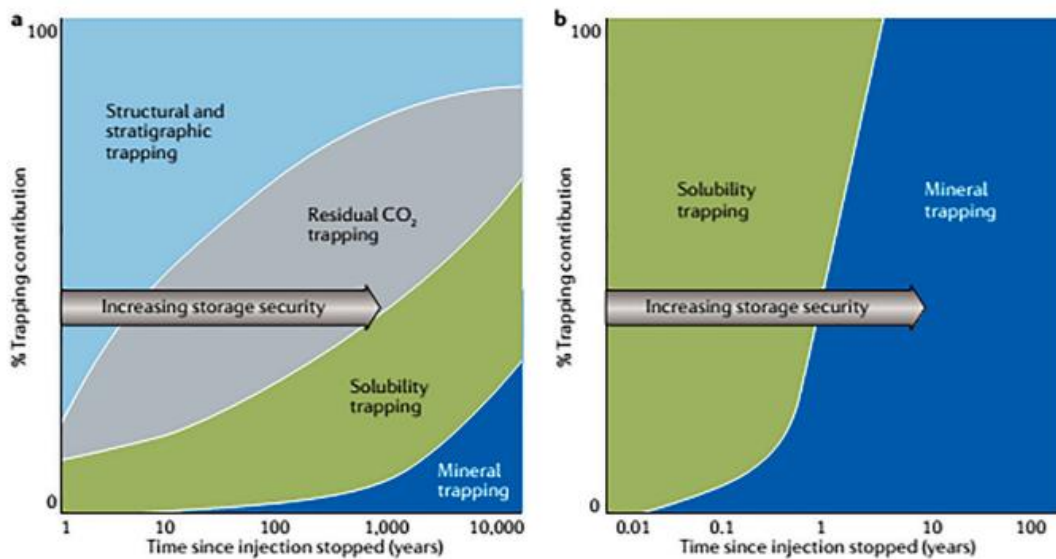 a
100
Structural and
stratigraphic
trapping
Residual CO₂
trapping
Increasing storage security
Solubility
trapping
Mineral
trapping
0
% Trapping contribution
1 10 100 1,000 10,000
Time since injection stopped (years)
b
100
Solubility
trapping
Mineral
trapping
Increasing storage security
0
% Trapping contribution
0.01 0.1 1 10 100
Time since injection stopped (years)